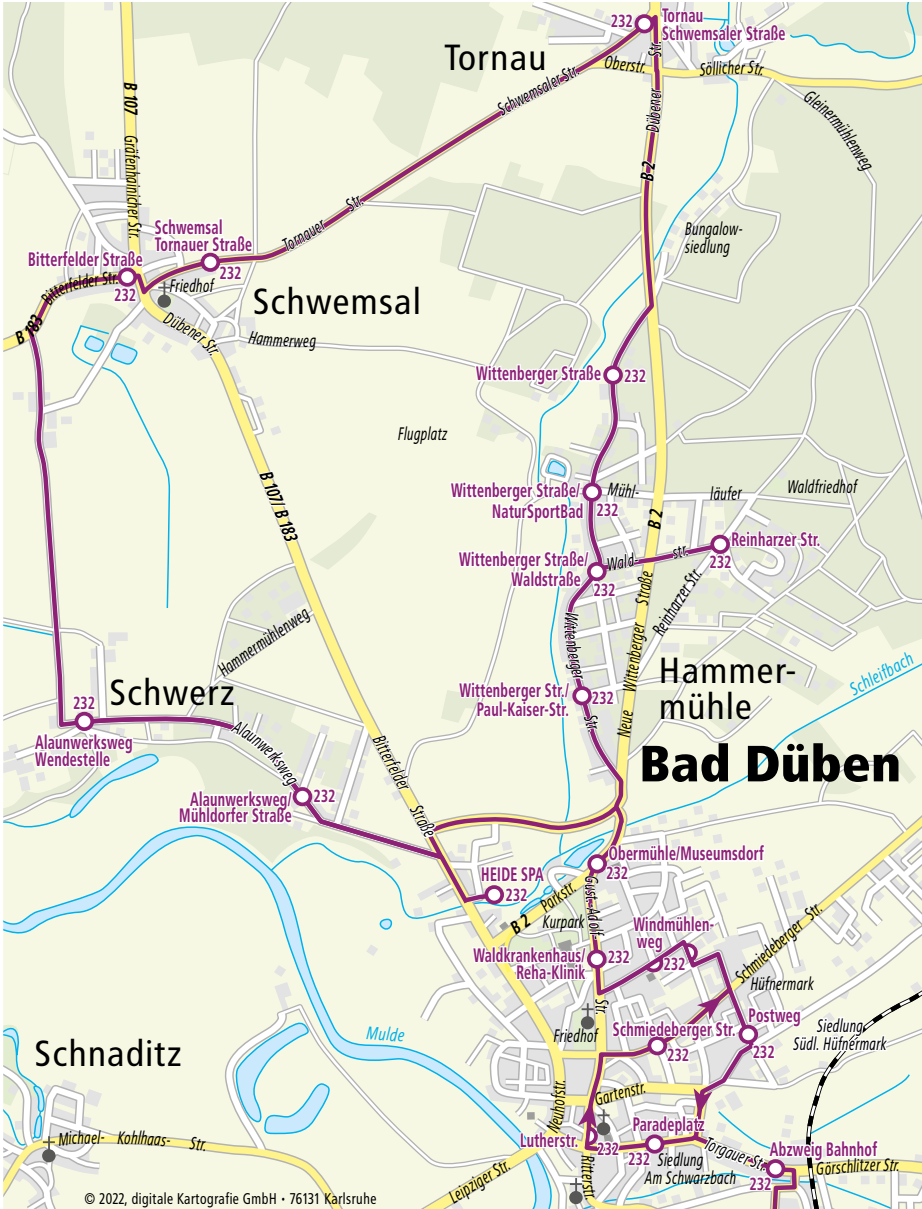 232
Tornau
Schwemsaler Straße
Tornau
Str.
Oberstr.
Söllicher Str.
B 107
Schwemsaler Str.
Gleinermühlenweg
Dübener
Gräfenhainicher Str.
B 2
Tornauer
Str.
Schwemsal
Tornauer Straße
232
Bungalow-
siedlung
Bitterfelder Straße
Bitterfelder Str.
232
Friedhof
Schwemsal
B 183
Dübener Str.
Hammerweg
Wittenberger Straße
232
Flugplatz
Wittenberger Straße/
NaturSportBad
232
Mühl-
läufer
Waldfriedhof
B 107/ B 183
B 2
Reinharzer Str.
232
Wittenberger Straße/
Waldstraße
232
Wald-
str.
Reinharzer Str.
Neue Wittenberger Straße
Wittenberger
Str.
Hammermühlenweg
Hammer-
mühle
Schleifbach
Wittenberger Str./
Paul-Kaiser-Str.
232
Schwerz
232
Alaunwerksweg
Wendestelle
Alaunwerksweg
Bitterfelder
Straße
Bad Düben
Alaunwerksweg/
Mühldorfer Straße
232
Obermühle/Museumsdorf
232
HEIDE SPA
232
Gust.-Adolf-
Str.
Parkstr.
B 2
Kurpark
Windmühlen-
weg
232
Schmiedeberger Str.
Waldkrankenhaus/
Reha-Klinik
232
Hüfnermark
Mulde
Friedhof
Schmiedeberger Str.
232
Postweg
232
Siedlung
Südl. Hüfnermark
Schnaditz
Neuhofstr.
Gartenstr.
Michael-
Kohlhaas-
Str.
Lutherstr.
232
Paradeplatz
232
Siedlung
Am Schwarzbach
Torgauer Str.
Abzweig Bahnhof
232
Görschlitzer Str.
Leipziger Str.
Ritterstr.
© 2022, digitale Kartografie GmbH • 76131 Karlsruhe